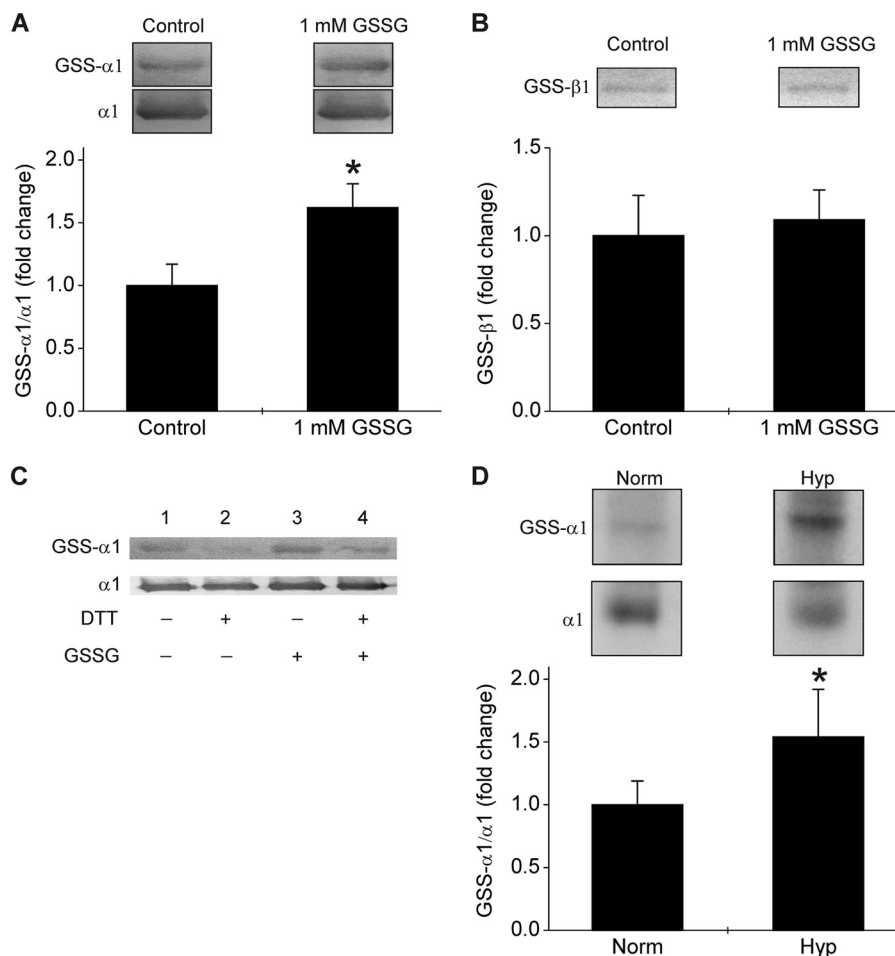 A
Control 1 mM GSSG
GSS-α1
α1
GSS-α1/α1 (fold change)
2.0
*
1.5
1.0
0.5
0.0
Control 1 mM GSSG
B
Control 1 mM GSSG
GSS-β1
GSS-β1 (fold change)
1.5
1.0
0.5
0.0
Control 1 mM GSSG
C
1 2 3 4
GSS-α1
α1
DTT – + – +
GSSG – – + +
D
Norm Hyp
GSS-α1
α1
GSS-α1/α1 (fold change)
2.0
*
1.5
1.0
0.5
0.0
Norm Hyp